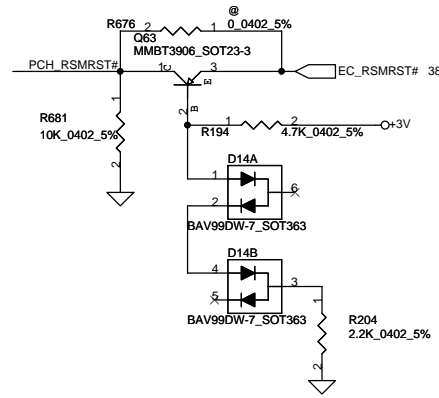 @
R676 2 1 0_0402_5%
Q63
MMBT3906_SOT23-3
PCH_RSMRST# 1 C 3 EC_RSMRST# 38
E
2 B
1
R681
10K_0402_5%
2
R194 1 2 4.7K_0402_5% +3V
D14A
1
6
2
BAV99DW-7_SOT363
D14B
4
3
5
BAV99DW-7_SOT363
1
R204
2.2K_0402_5%
2